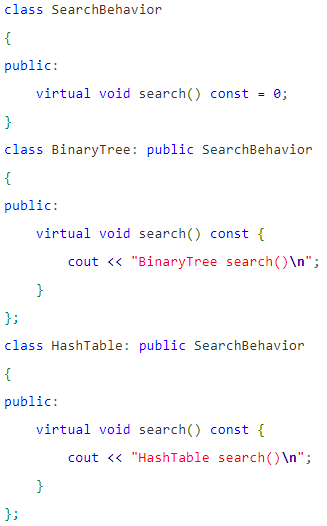 class SearchBehavior
{
public:
    virtual void search() const = 0;
}
class BinaryTree: public SearchBehavior
{
public:
    virtual void search() const {
        cout << "BinaryTree search()\n";
    }
};
class HashTable: public SearchBehavior
{
public:
    virtual void search() const {
        cout << "HashTable search()\n";
    }
};